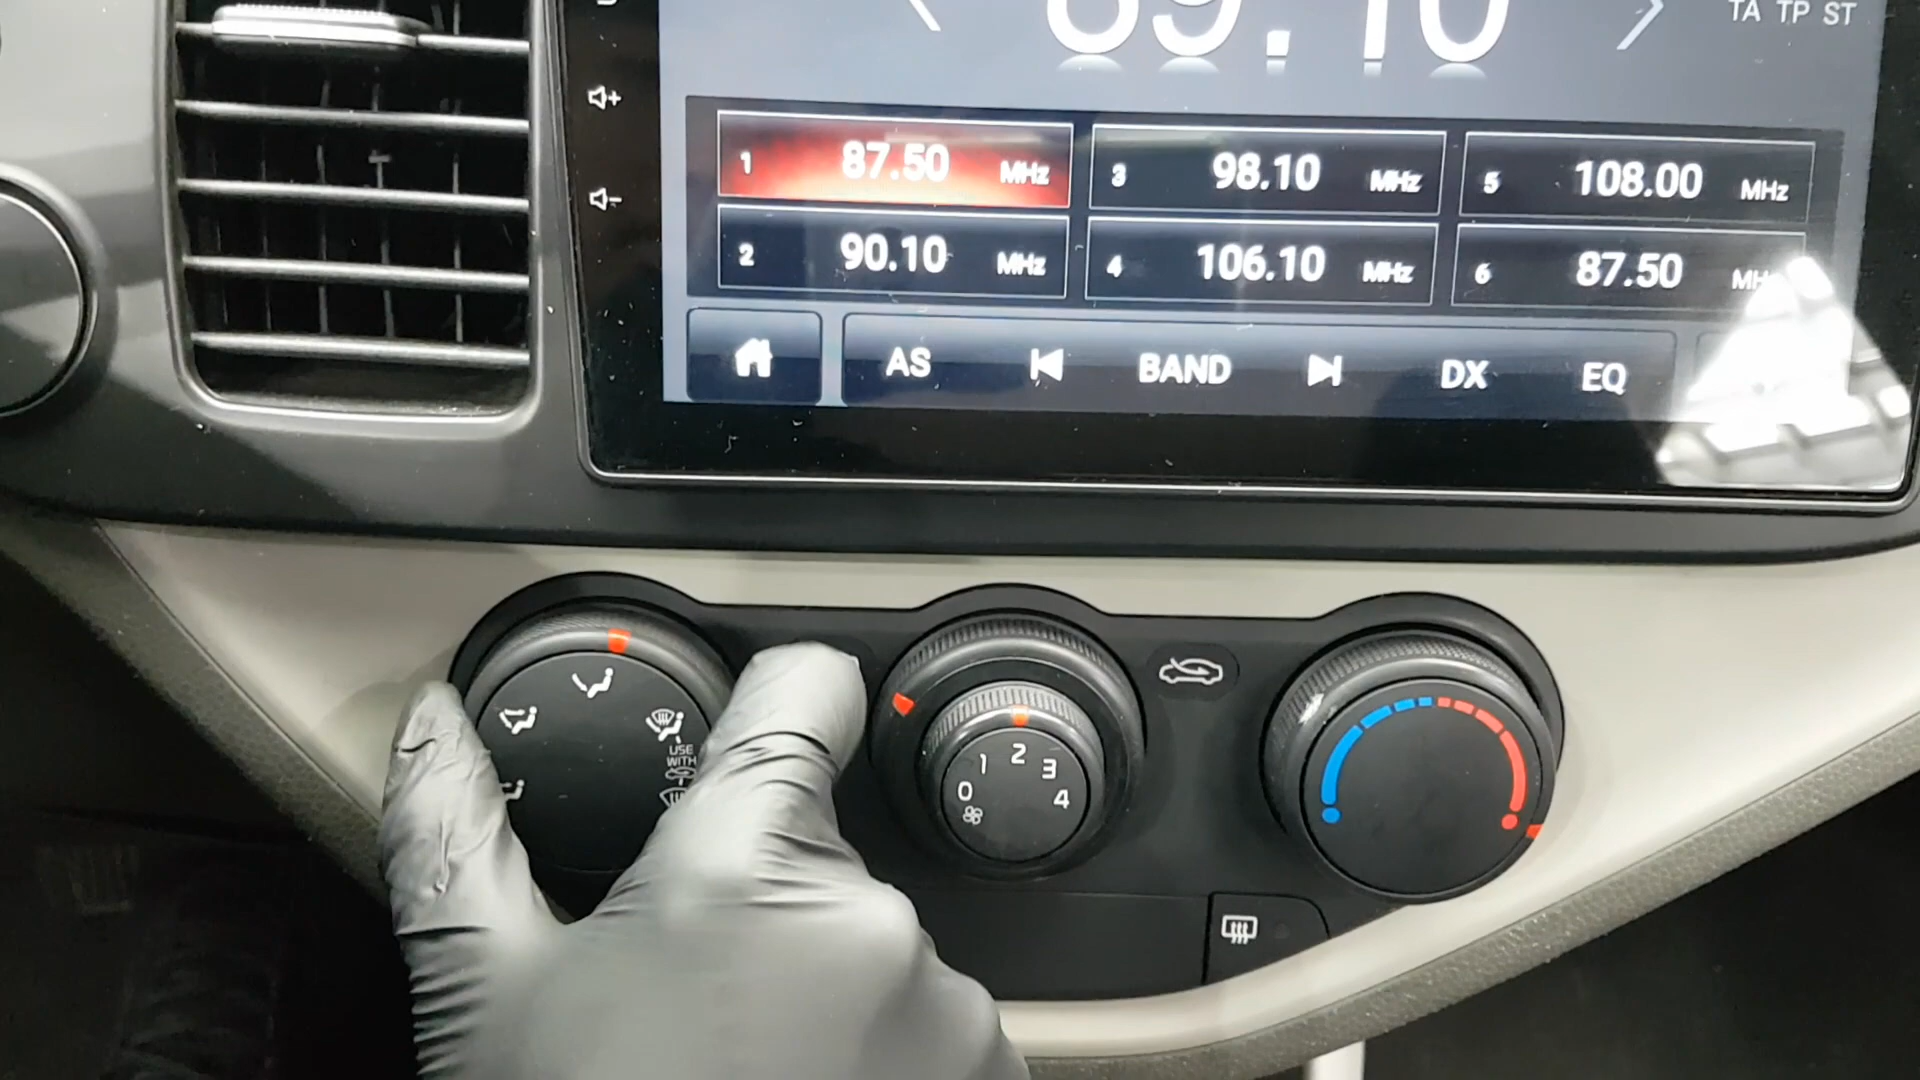 89.10
TA TP ST
1 87.50 MHz
3 98.10 MHz
5 108.00 MHz
2 90.10 MHz
4 106.10 MHz
6 87.50 MHz
AS
BAND
DX
EQ
USE
WITH
0 1 2 3 4